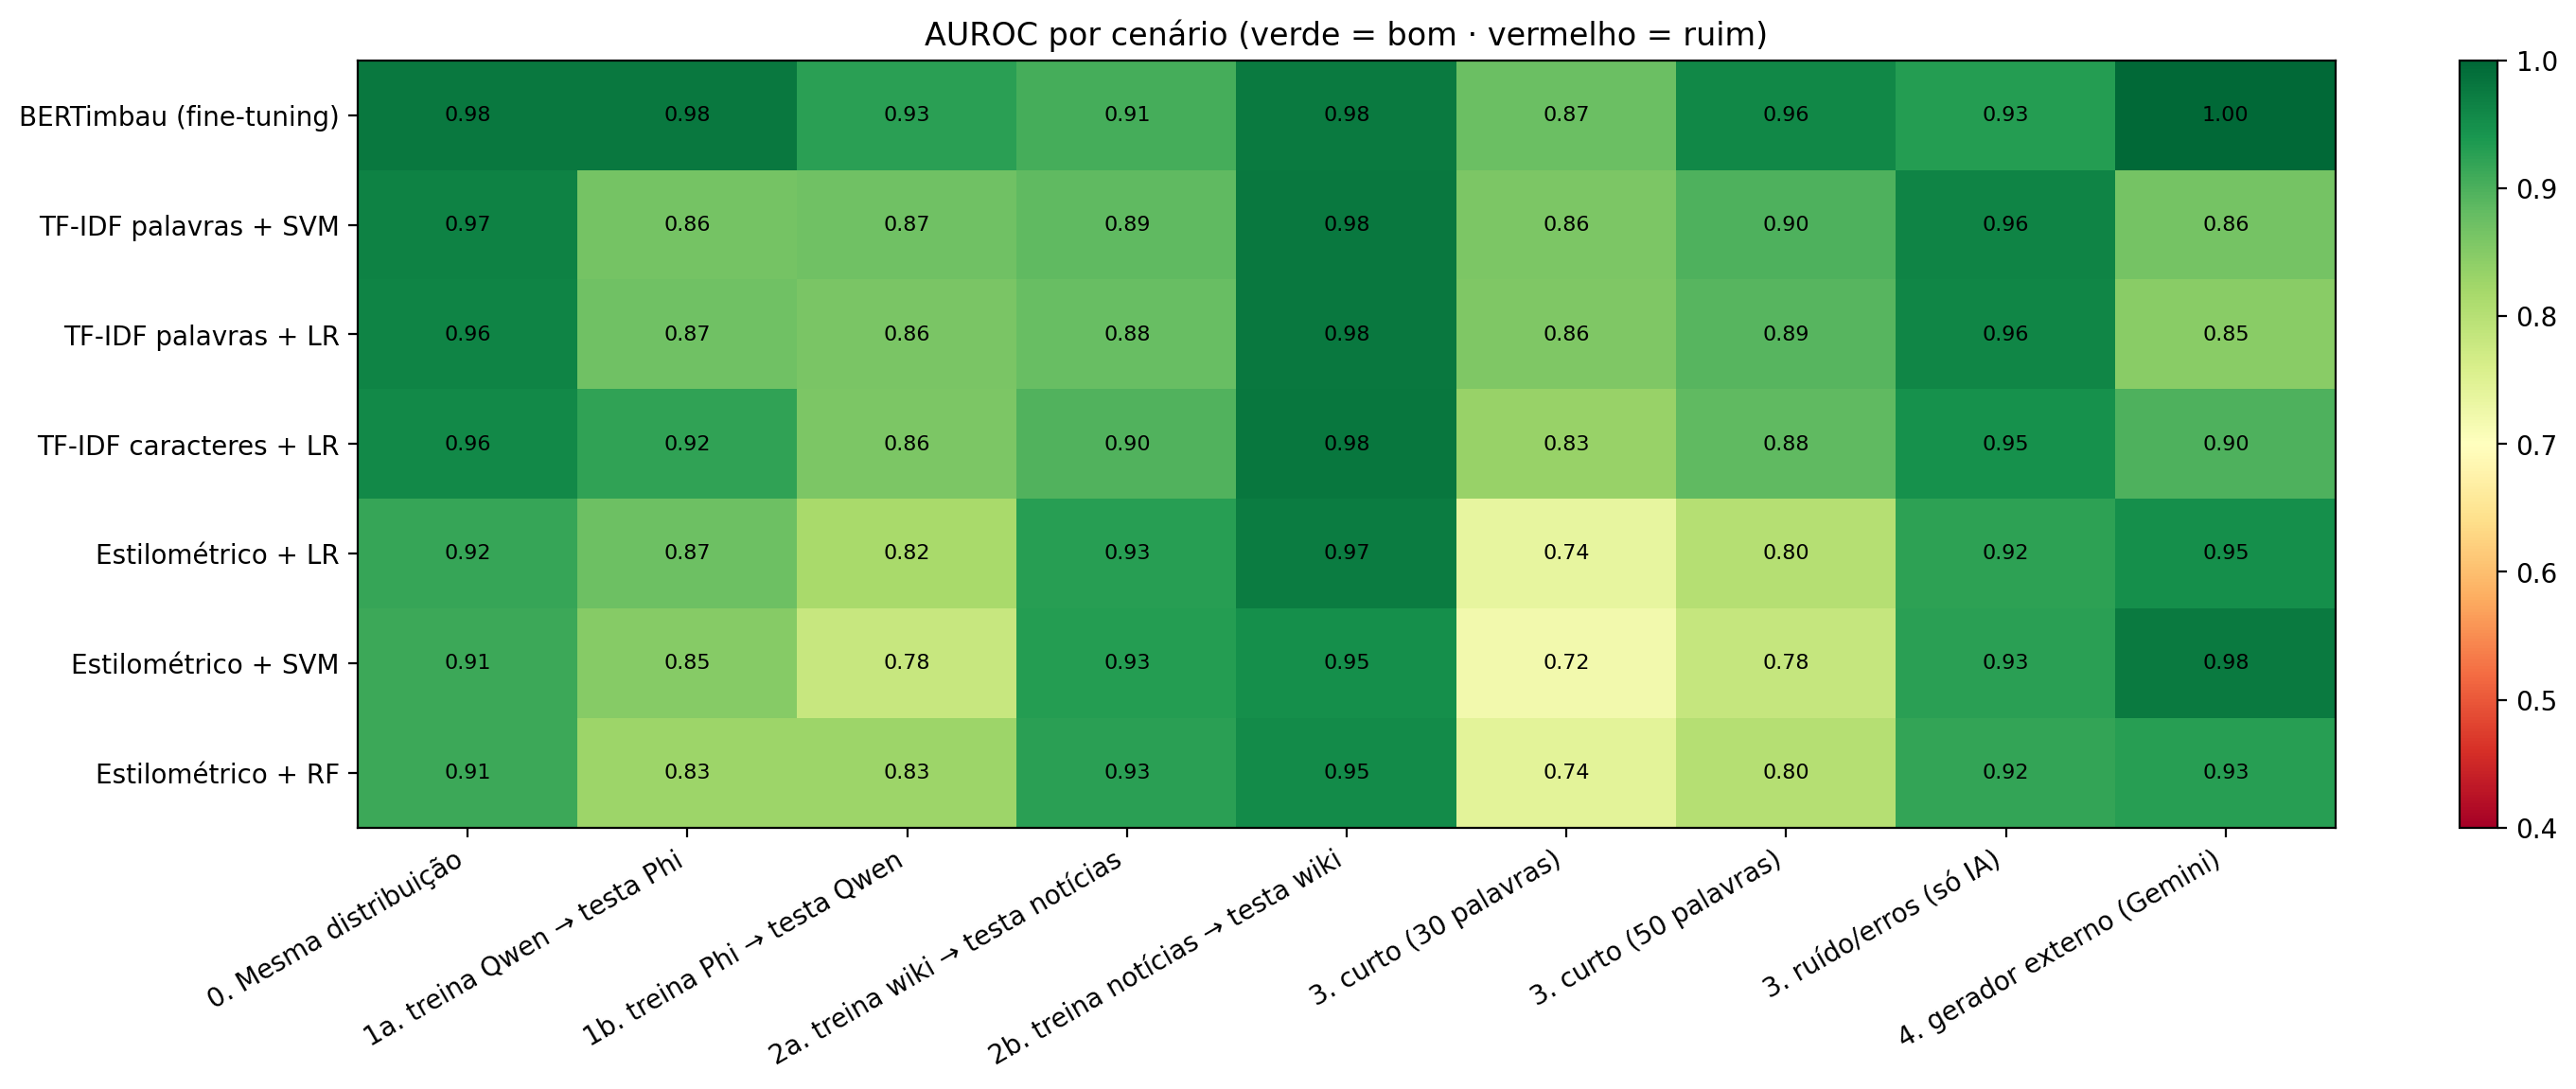 AUROC por cenário (verde = bom · vermelho = ruim)
BERTimbau (fine-tuning) 0.98 0.98 0.93 0.91 0.98 0.87 0.96 0.93 1.00
TF-IDF palavras + SVM 0.97 0.86 0.87 0.89 0.98 0.86 0.90 0.96 0.86
TF-IDF palavras + LR 0.96 0.87 0.86 0.88 0.98 0.86 0.89 0.96 0.85
TF-IDF caracteres + LR 0.96 0.92 0.86 0.90 0.98 0.83 0.88 0.95 0.90
Estilométrico + LR 0.92 0.87 0.82 0.93 0.97 0.74 0.80 0.92 0.95
Estilométrico + SVM 0.91 0.85 0.78 0.93 0.95 0.72 0.78 0.93 0.98
Estilométrico + RF 0.91 0.83 0.83 0.93 0.95 0.74 0.80 0.92 0.93
0. Mesma distribuição
1a. treina Qwen → testa Phi
1b. treina Phi → testa Qwen
2a. treina wiki → testa notícias
2b. treina notícias → testa wiki
3. curto (30 palavras)
3. curto (50 palavras)
3. ruído/erros (só IA)
4. gerador externo (Gemini)
1.0
0.9
0.8
0.7
0.6
0.5
0.4